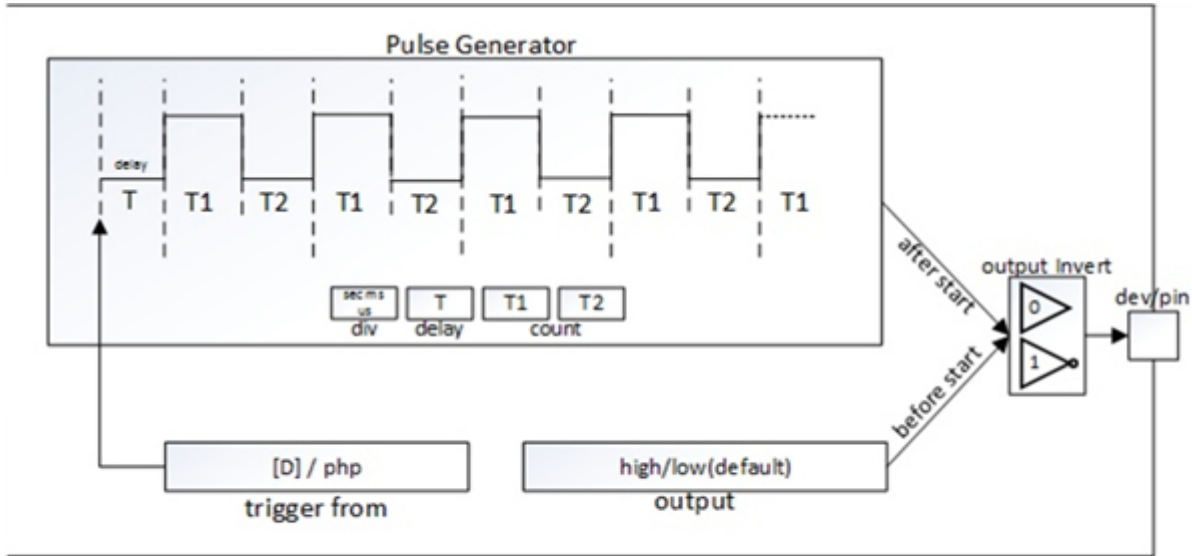 Pulse Generator
delay
T T1 T2 T1 T2 T1 T2 T1 T2 T1
sec ms
us
T
T1
T2
div
delay
count
after start
before start
output Invert
0
1
dev/pin
[D] / php
trigger from
high/low(default)
output